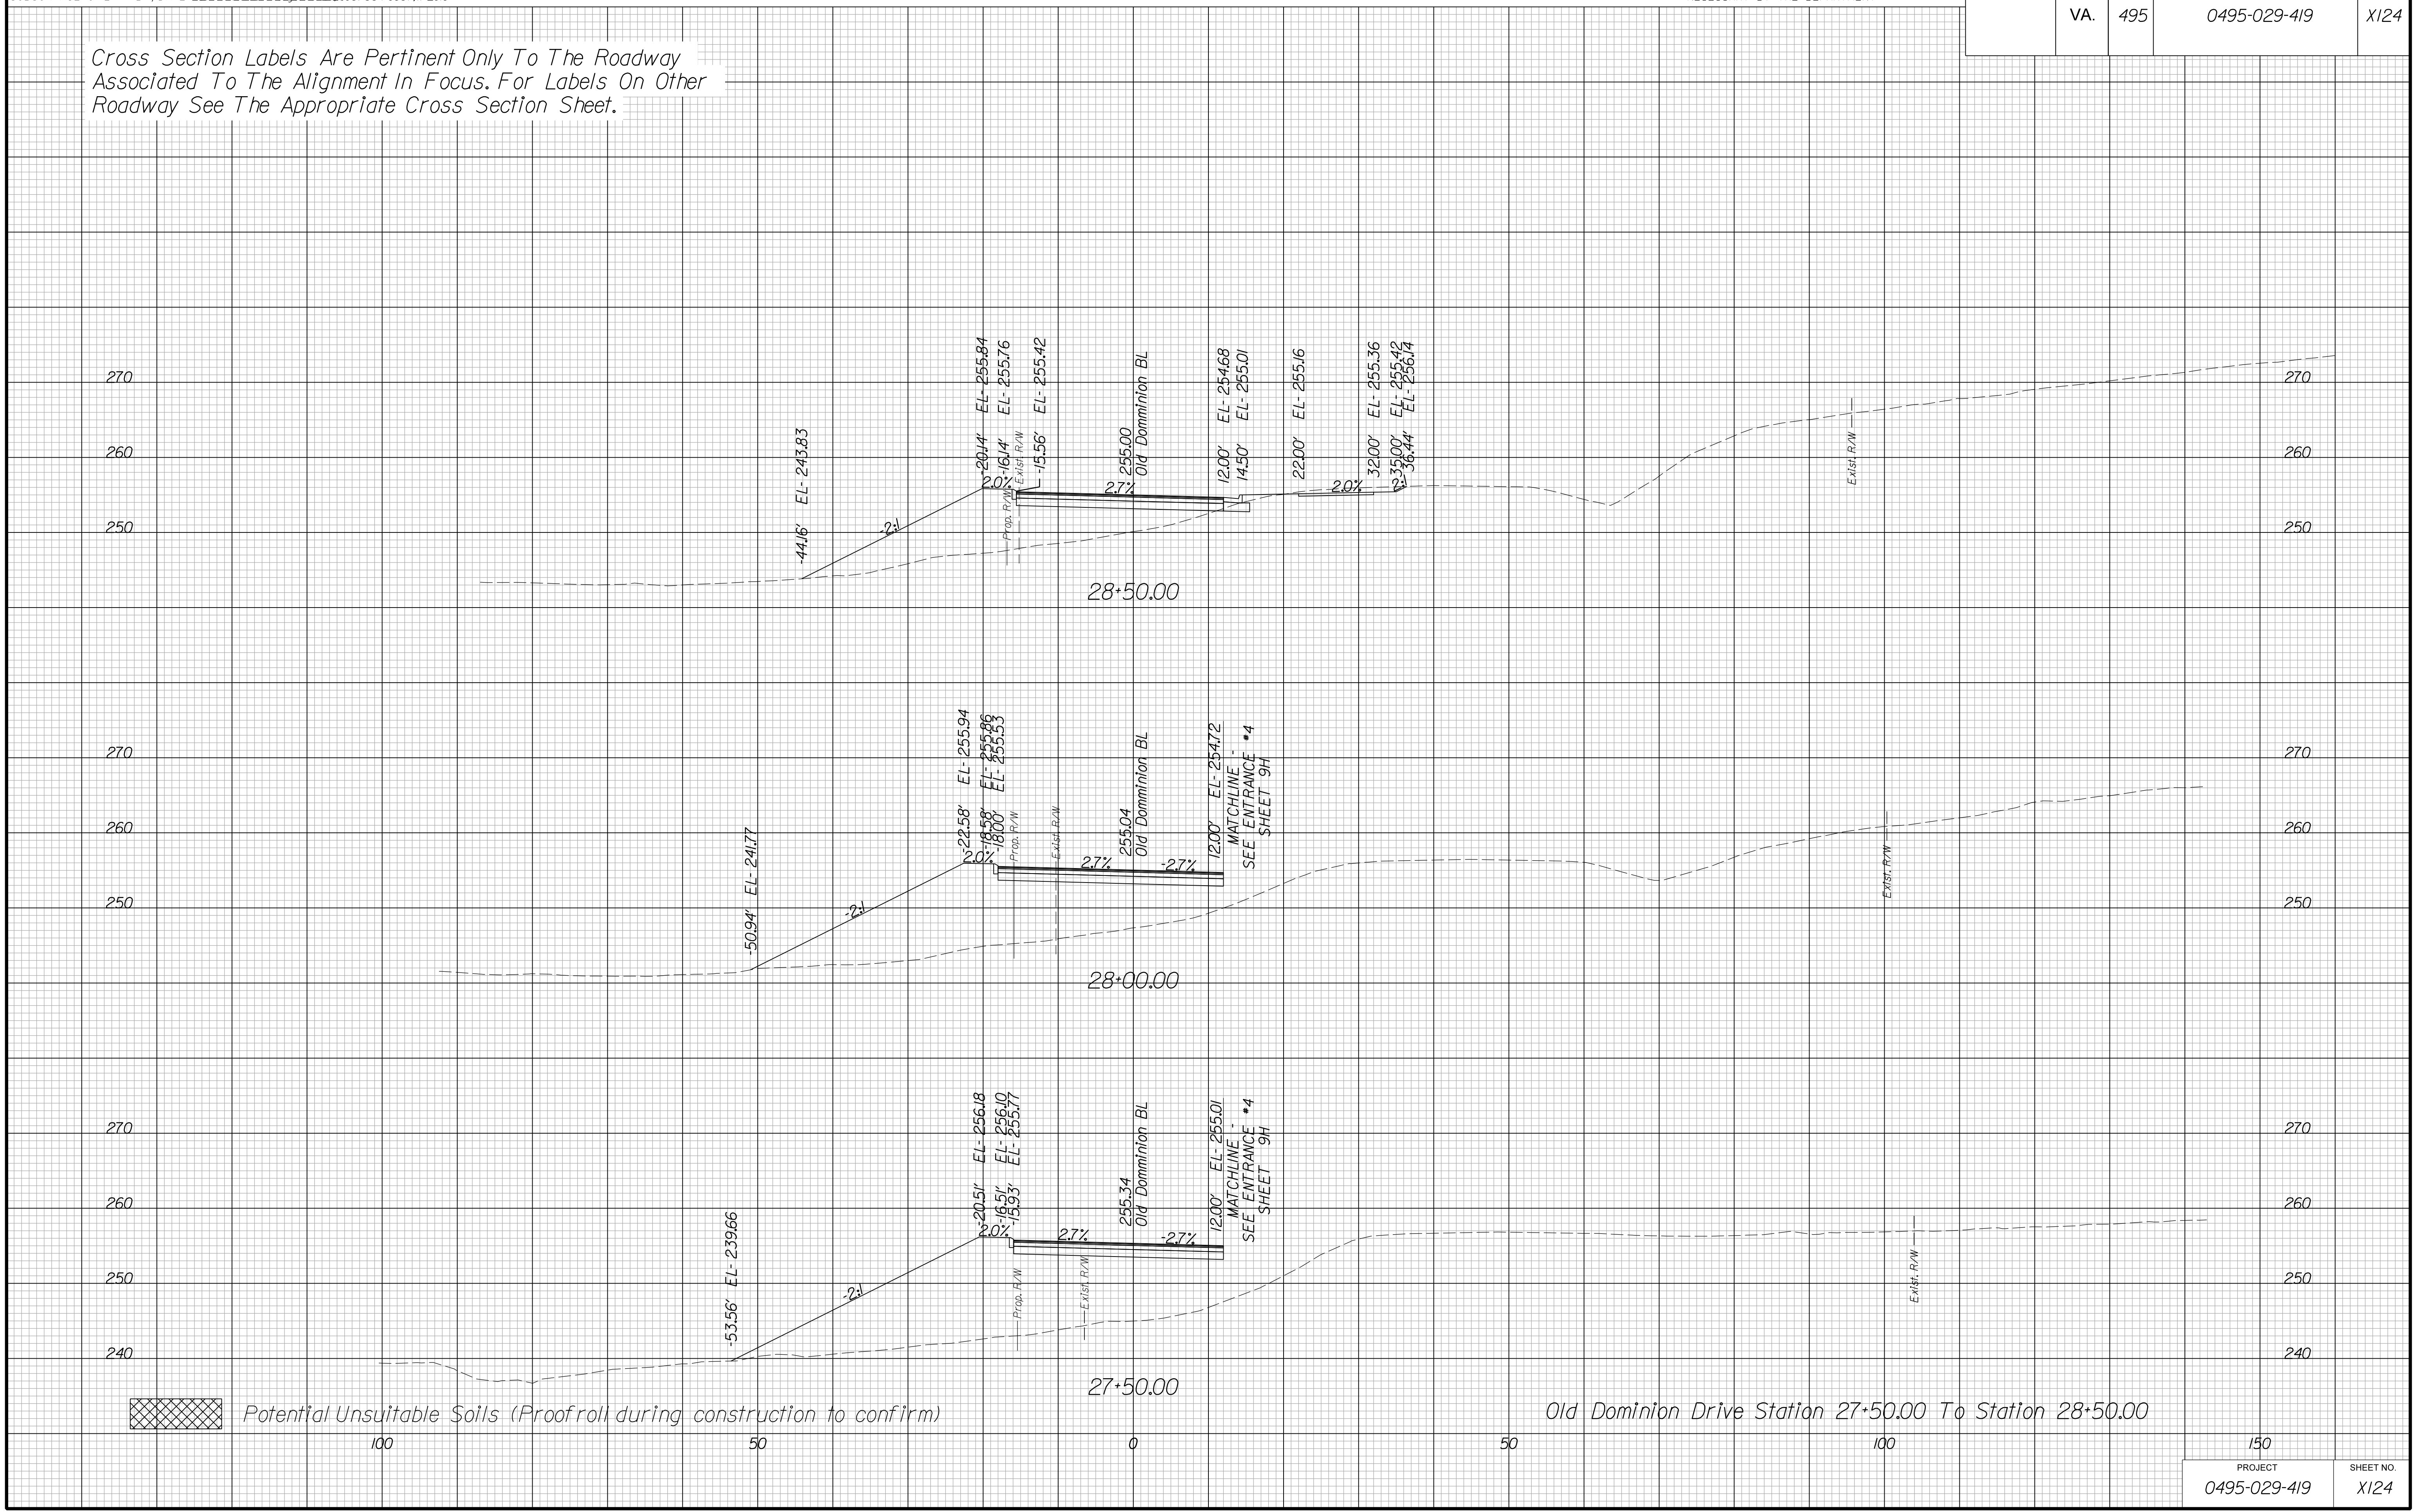 VA. 495 0495-029-419 X124
Cross Section Labels Are Pertinent Only To The Roadway
Associated To The Alignment In Focus. For Labels On Other
Roadway See The Appropriate Cross Section Sheet.
-44.16' EL- 243.83
-20.14' EL- 255.84
-16.14' EL- 255.76
Exist. R/W
-15.56' EL- 255.42
255.00
Old Domminion BL
12.00' EL- 254.68
14.50' EL- 255.01
22.00' EL- 255.16
32.00' EL- 255.36
35.00' EL- 255.42
36.44' EL- 256.14
Exist. R/W
Prop. R/W
-2:1
2.0%
2.7%
2.0%
2:1
270 270
260 260
250 250
28+50.00
-50.94' EL- 241.77
-22.58' EL- 255.94
-18.58' EL- 255.86
-18.00' EL- 255.53
Prop. R/W
Exist. R/W
255.04
Old Domminion BL
12.00' EL- 254.72
MATCHLINE -
SEE ENTRANCE #4
SHEET 9H
Exist. R/W
-2:1
2.0%
2.7%
-2.7%
270 270
260 260
250 250
28+00.00
-53.56' EL- 239.66
-20.51' EL- 256.18
-16.51' EL- 256.10
-15.93' EL- 255.77
Prop. R/W
Exist. R/W
255.34
Old Domminion BL
12.00' EL- 255.01
MATCHLINE -
SEE ENTRANCE #4
SHEET 9H
Exist. R/W
-2:1
2.0%
2.7%
-2.7%
270 270
260 260
250 250
240 240
27+50.00
Potential Unsuitable Soils (Proofroll during construction to confirm)
Old Dominion Drive Station 27+50.00 To Station 28+50.00
100 50 0 50 100 150
PROJECT SHEET NO.
0495-029-419 X124